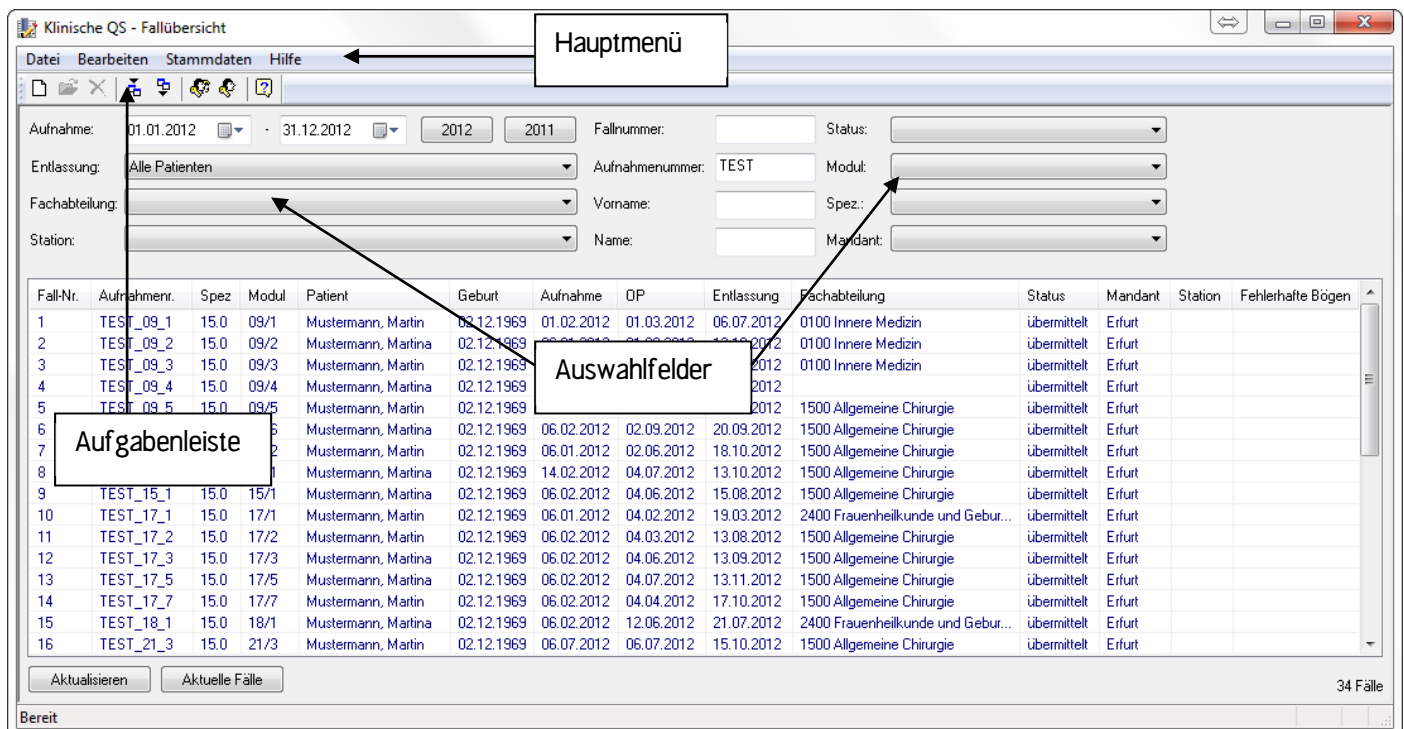 Klinische QS - Fallübersicht
Hauptmenü
Datei Bearbeiten Stammdaten Hilfe
Aufnahme: 01.01.2012 - 31.12.2012 2012 2011 Fallnummer: Status:
Entlassung: Alle Patienten Aufnahmenummer: TEST Modul:
Fachabteilung: Vorname: Spez.:
Station: Name: Mandant:
Fall-Nr. Aufnahmenr. Spez Modul Patient Geburt Aufnahme OP Entlassung Fachabteilung Status Mandant Station Fehlerhafte Bögen
1 TEST_09_1 15.0 09/1 Mustermann, Martin 02.12.1969 01.02.2012 01.03.2012 06.07.2012 0100 Innere Medizin übermittelt Erfurt
2 TEST_09_2 15.0 09/2 Mustermann, Martina 02.12.1969 0100 Innere Medizin übermittelt Erfurt
3 TEST_09_3 15.0 09/3 Mustermann, Martin 02.12.1969 2012 0100 Innere Medizin übermittelt Erfurt
4 TEST_09_4 15.0 09/4 Mustermann, Martin 02.12.1969 2012 übermittelt Erfurt
5 TEST_09_5 15.0 09/5 Mustermann, Martin 02.12.1969 2012 1500 Allgemeine Chirurgie übermittelt Erfurt
Auswahlfelder
6 Mustermann, Martina 02.12.1969 06.02.2012 02.09.2012 20.09.2012 1500 Allgemeine Chirurgie übermittelt Erfurt
7 Mustermann, Martina 02.12.1969 06.01.2012 02.06.2012 18.10.2012 1500 Allgemeine Chirurgie übermittelt Erfurt
8 Mustermann, Martina 02.12.1969 14.02.2012 04.07.2012 13.10.2012 1500 Allgemeine Chirurgie übermittelt Erfurt
Aufgabenleiste
9 TEST_15_1 15.0 15/1 Mustermann, Martina 02.12.1969 06.02.2012 04.06.2012 15.08.2012 1500 Allgemeine Chirurgie übermittelt Erfurt
10 TEST_17_1 15.0 17/1 Mustermann, Martina 02.12.1969 06.01.2012 04.02.2012 19.03.2012 2400 Frauenheilkunde und Gebur... übermittelt Erfurt
11 TEST_17_2 15.0 17/2 Mustermann, Martina 02.12.1969 06.02.2012 04.03.2012 13.08.2012 1500 Allgemeine Chirurgie übermittelt Erfurt
12 TEST_17_3 15.0 17/3 Mustermann, Martina 02.12.1969 06.02.2012 04.06.2012 13.09.2012 1500 Allgemeine Chirurgie übermittelt Erfurt
13 TEST_17_5 15.0 17/5 Mustermann, Martina 02.12.1969 06.02.2012 04.07.2012 13.11.2012 1500 Allgemeine Chirurgie übermittelt Erfurt
14 TEST_17_7 15.0 17/7 Mustermann, Martin 02.12.1969 06.02.2012 04.04.2012 17.10.2012 1500 Allgemeine Chirurgie übermittelt Erfurt
15 TEST_18_1 15.0 18/1 Mustermann, Martina 02.12.1969 06.02.2012 12.06.2012 21.07.2012 2400 Frauenheilkunde und Gebur... übermittelt Erfurt
16 TEST_21_3 15.0 21/3 Mustermann, Martin 02.12.1969 06.07.2012 06.07.2012 15.10.2012 1500 Allgemeine Chirurgie übermittelt Erfurt
Aktualisieren Aktuelle Fälle 34 Fälle
Bereit